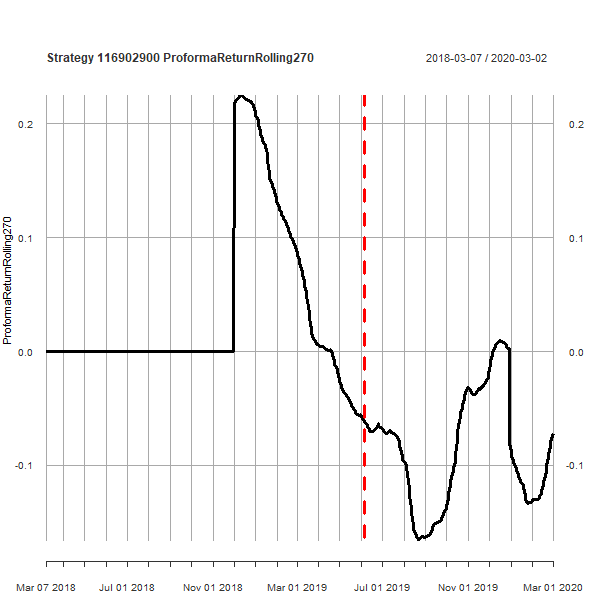 Strategy 116902900 ProformaReturnRolling270
2018-03-07 / 2020-03-02
ProformaReturnRolling270
0.2
0.2
0.1
0.1
0.0
0.0
-0.1
-0.1
Mar 07 2018
Jul 01 2018
Nov 01 2018
Mar 01 2019
Jul 01 2019
Nov 01 2019
Mar 01 2020